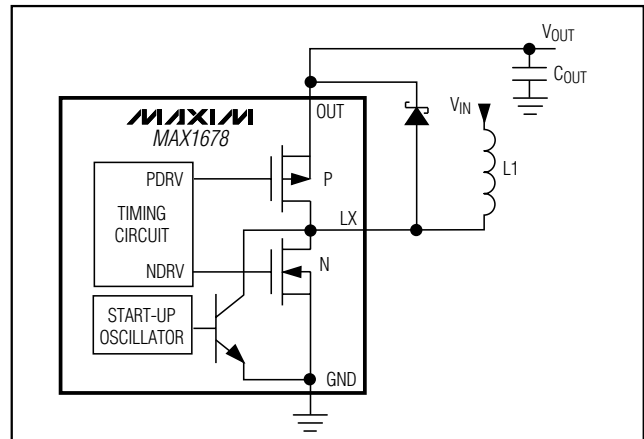 VOUT
COUT
VIN
L1
MAXIM
MAX1678
OUT
PDRV
P
TIMING
CIRCUIT
LX
NDRV
N
START-UP
OSCILLATOR
GND